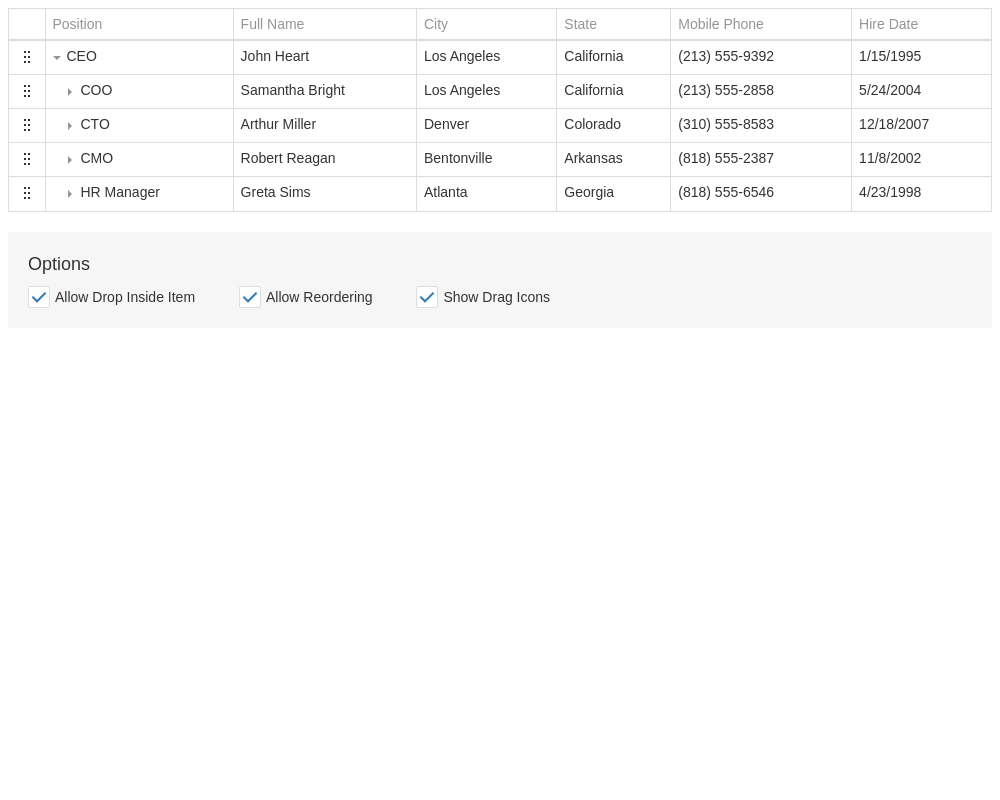 Position Full Name City State Mobile Phone Hire Date
CEO John Heart Los Angeles California (213) 555-9392 1/15/1995
COO Samantha Bright Los Angeles California (213) 555-2858 5/24/2004
CTO Arthur Miller Denver Colorado (310) 555-8583 12/18/2007
CMO Robert Reagan Bentonville Arkansas (818) 555-2387 11/8/2002
HR Manager Greta Sims Atlanta Georgia (818) 555-6546 4/23/1998
Options
Allow Drop Inside Item Allow Reordering Show Drag Icons